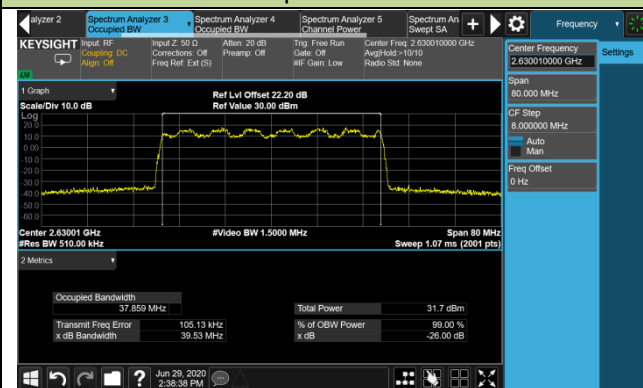 alyzer 2
Spectrum Analyzer 3
Occupied BW
Spectrum Analyzer 4
Occupied BW
Spectrum Analyzer 5
Channel Power
Spectrum An
Swept SA
Frequency
KEYSIGHT
Input: RF
Coupling: DC
Align: Off
Input Z: 50 Ω
Corrections: Off
Freq Ref: Ext (S)
Atten: 20 dB
Preamp: Off
Trig: Free Run
Gate: Off
#IF Gain: Low
Center Freq: 2.630010000 GHz
Avg|Hold:>10/10
Radio Std: None
LXI
Center Frequency
2.630010000 GHz
Settings
Span
80.000 MHz
CF Step
8.000000 MHz
Auto
Man
Freq Offset
0 Hz
1 Graph
Scale/Div 10.0 dB
Ref Lvl Offset 22.20 dB
Ref Value 30.00 dBm
Log
20.0
10.0
0.00
-10.0
-20.0
-30.0
-40.0
-50.0
-60.0
Center 2.63001 GHz
#Res BW 510.00 kHz
#Video BW 1.5000 MHz
Span 80 MHz
Sweep 1.07 ms (2001 pts)
2 Metrics
Occupied Bandwidth
37.859 MHz
Total Power 31.7 dBm
Transmit Freq Error 105.13 kHz
% of OBW Power 99.00 %
x dB Bandwidth 39.53 MHz
x dB -26.00 dB
?
Jun 29, 2020
2:38:38 PM